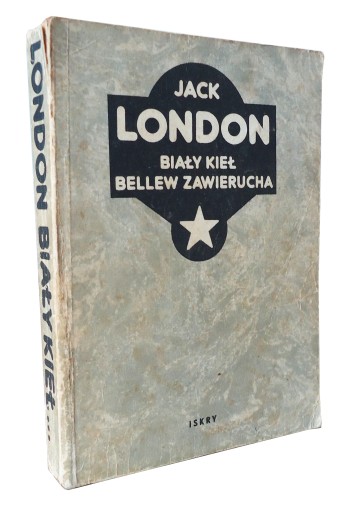 JACK
LONDON
BIAŁY KIEŁ
BELLEW ZAWIERUCHA
ISKRY
LONDON BIAŁY KIEŁ...